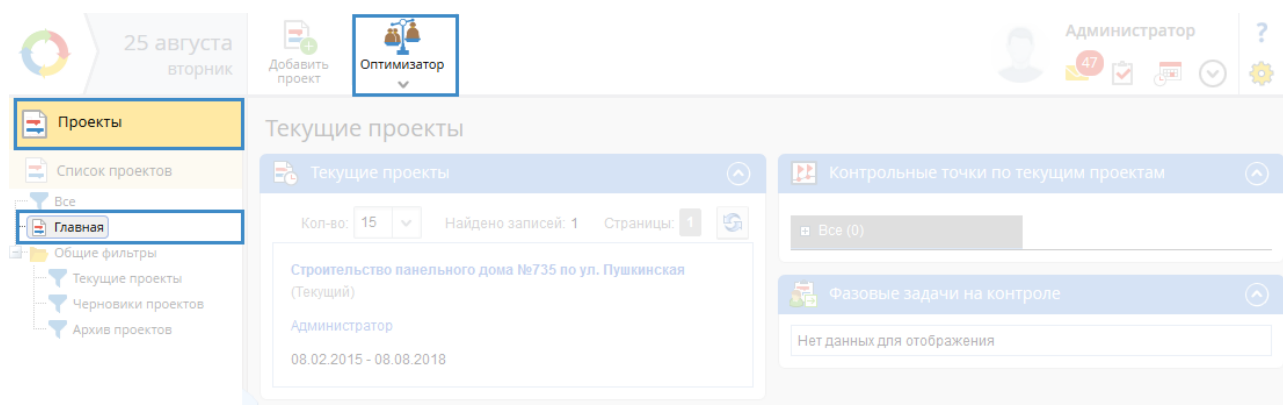 25 августа
вторник
Добавить
проект
Оптимизатор
Администратор
?
47
Проекты
Список проектов
Все
Главная
Общие фильтры
Текущие проекты
Черновики проектов
Архив проектов
Текущие проекты
Текущие проекты
Кол-во: 15 Найдено записей: 1 Страницы: 1
Строительство панельного дома №735 по ул. Пушкинская
(Текущий)
Администратор
08.02.2015 - 08.08.2018
Контрольные точки по текущим проектам
Все (0)
Фазовые задачи на контроле
Нет данных для отображения